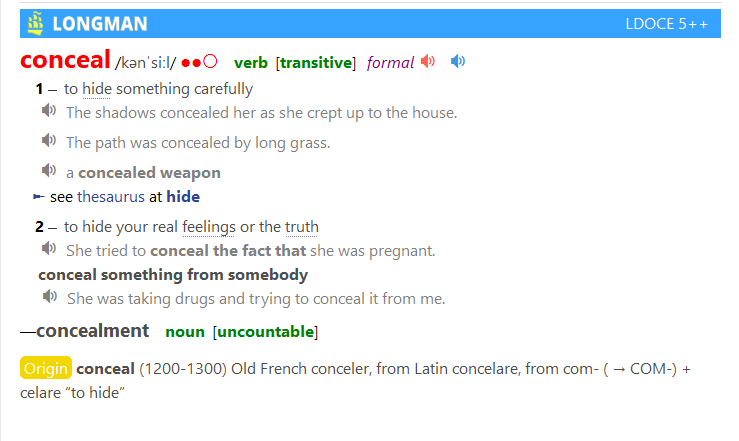 LONGMAN LDOCE 5++
conceal /kənˈsiːl/ ●●○ verb [transitive] formal
1 – to hide something carefully
The shadows concealed her as she crept up to the house.
The path was concealed by long grass.
a concealed weapon
► see thesaurus at hide
2 – to hide your real feelings or the truth
She tried to conceal the fact that she was pregnant.
conceal something from somebody
She was taking drugs and trying to conceal it from me.
—concealment noun [uncountable]
Origin conceal (1200-1300) Old French conceler, from Latin concelare, from com- ( → COM-) +
celare “to hide”